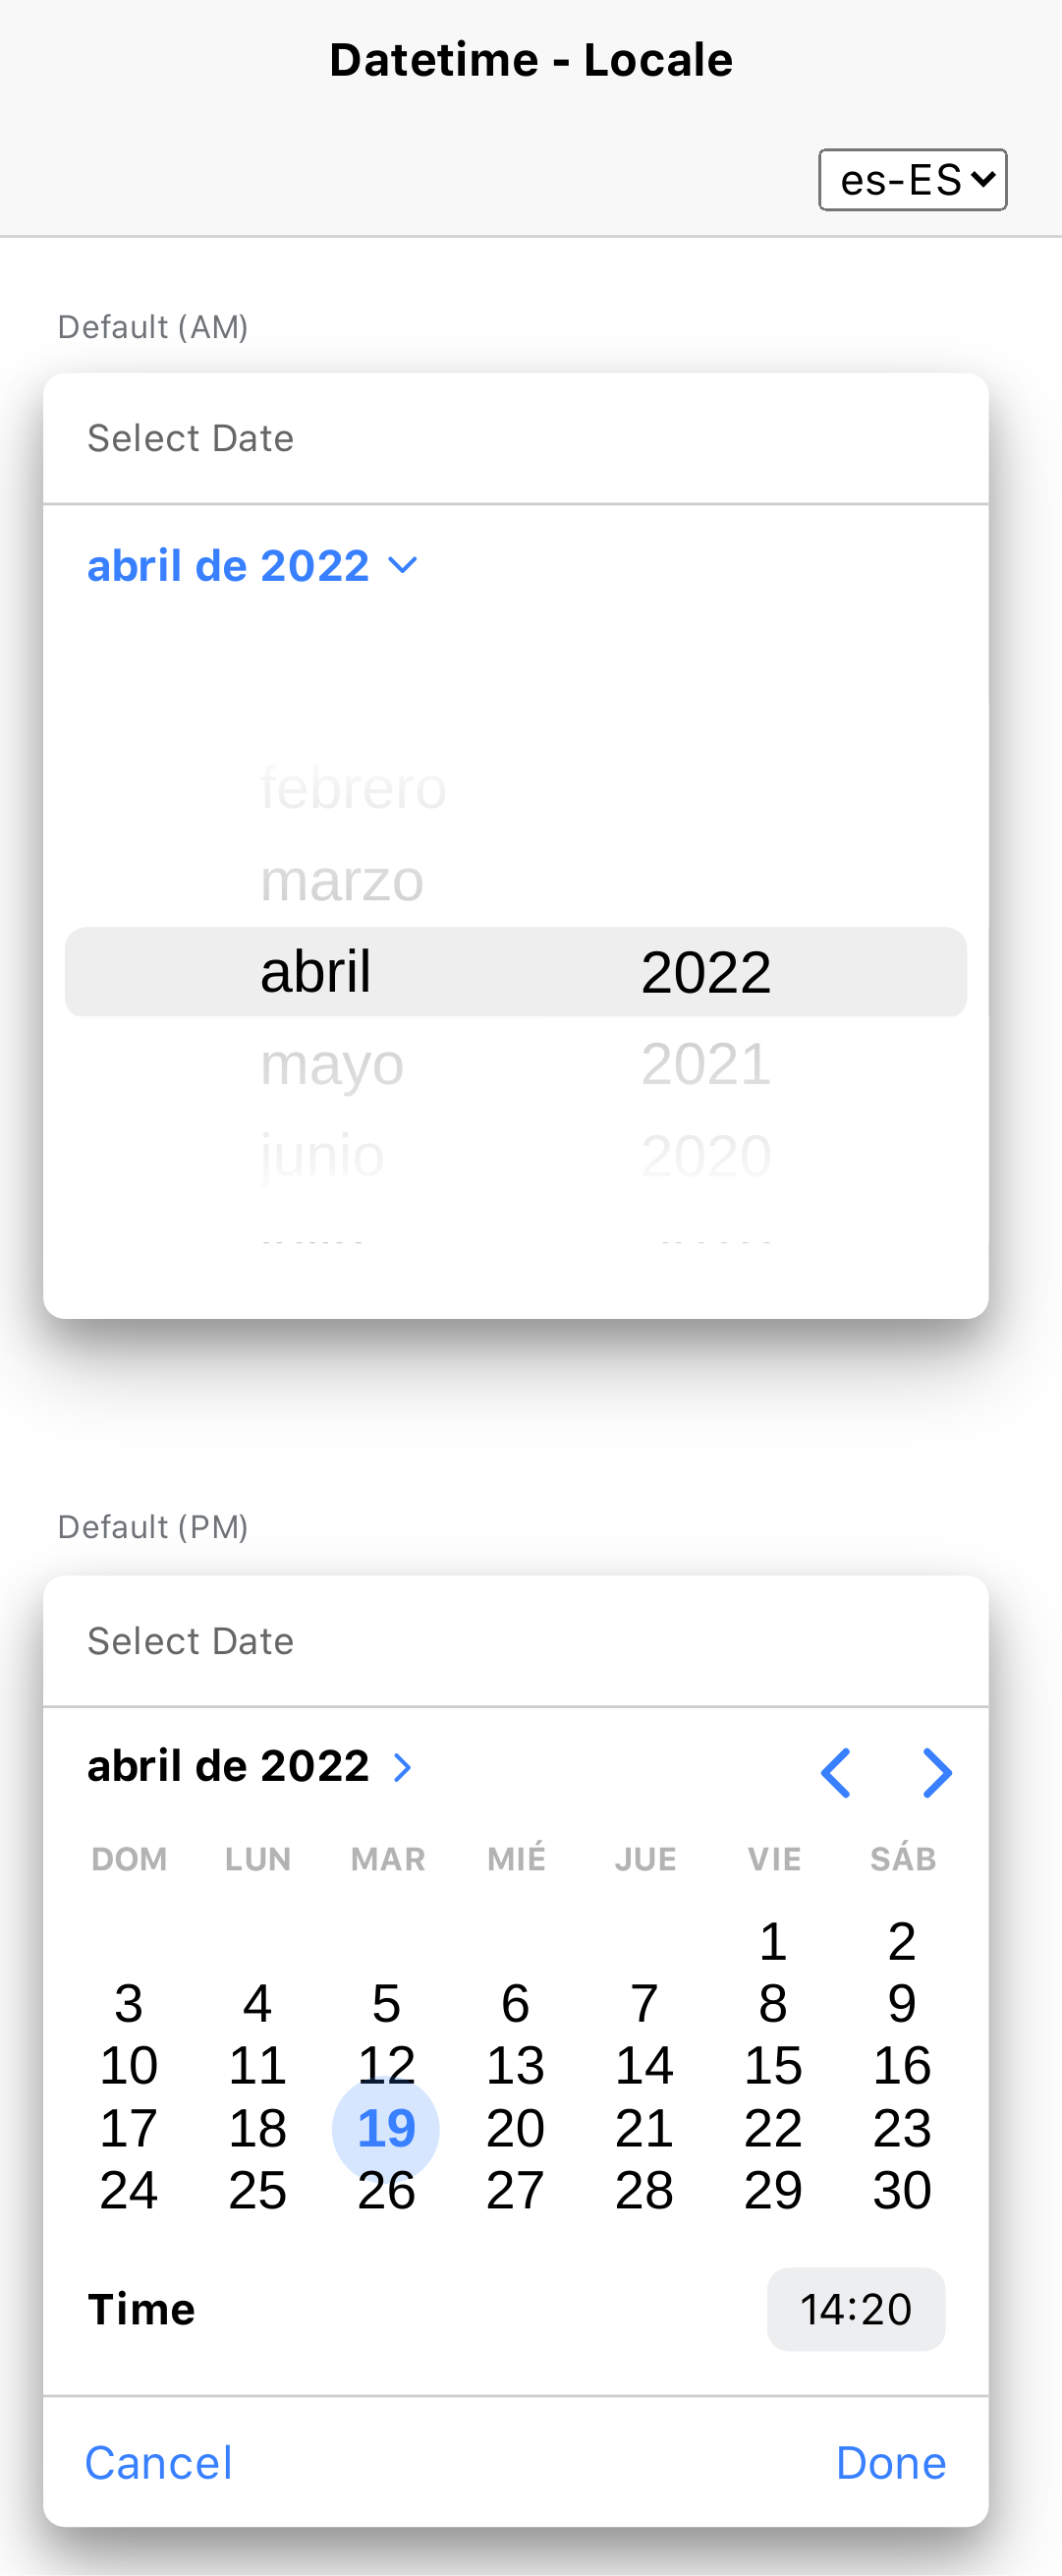 Datetime - Locale
es-ES
Default (AM)
Select Date
abril de 2022
febrero
marzo
abril 2022
mayo 2021
junio 2020
Default (PM)
Select Date
abril de 2022
DOM LUN MAR MIÉ JUE VIE SÁB
1 2
3 4 5 6 7 8 9
10 11 12 13 14 15 16
17 18 19 20 21 22 23
24 25 26 27 28 29 30
Time 14:20
Cancel Done